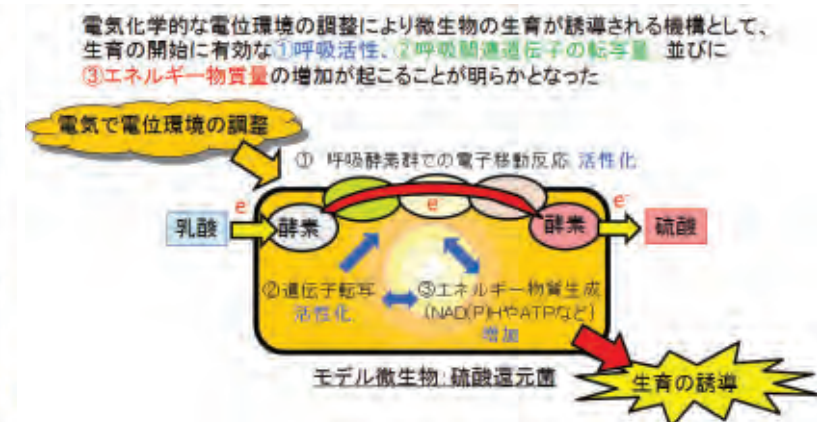 電気化学的な電位環境の調整により微生物の生育が誘導される機構として、
生育の開始に有効な①呼吸活性、②呼吸関連遺伝子の転写量 並びに
③エネルギー物質量の増加が起こることが明らかとなった
電気で電位環境の調整
① 呼吸酵素群での電子移動反応 活性化
乳酸
e
酵素
e
酵素
e-
硫酸
②遺伝子転写
活性化
③エネルギー物質生成
(NAD(P)HやATPなど)
増加
モデル微生物:硫酸還元菌
生育の誘導